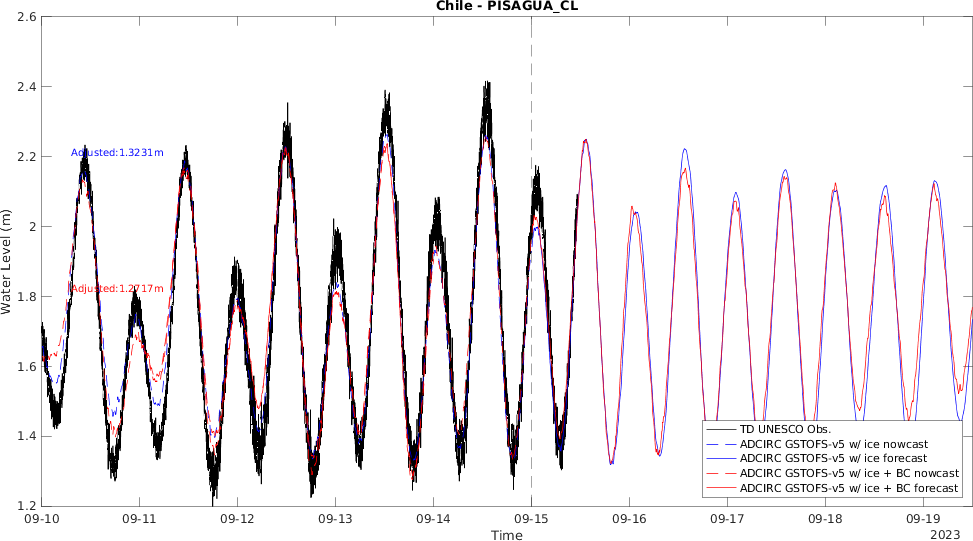 Chile - PISAGUA_CL
2.6
2.4
2.2
2
1.8
1.6
1.4
1.2
Water Level (m)
Adjusted:1.3231m
Adjusted:1.2717m
TD UNESCO Obs.
ADCIRC GSTOFS-v5 w/ ice nowcast
ADCIRC GSTOFS-v5 w/ ice forecast
ADCIRC GSTOFS-v5 w/ ice + BC nowcast
ADCIRC GSTOFS-v5 w/ ice + BC forecast
09-10 09-11 09-12 09-13 09-14 09-15 09-16 09-17 09-18 09-19
Time
2023